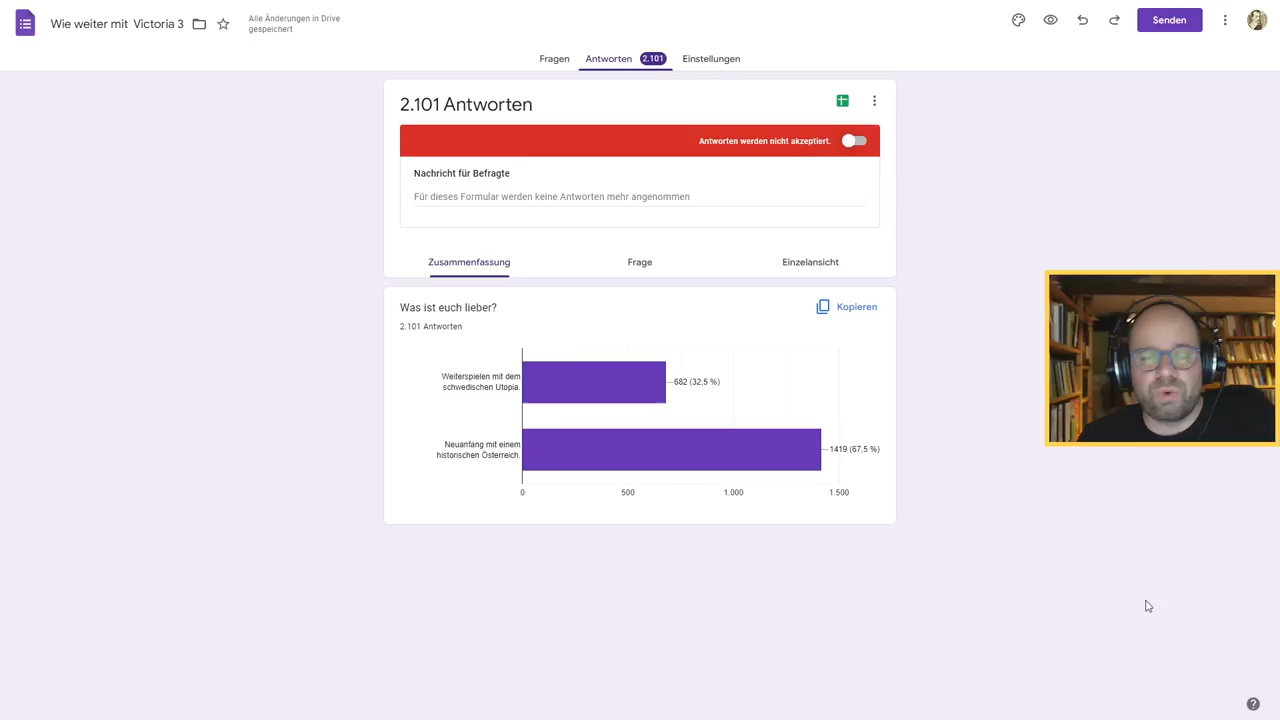 Wie weiter mit Victoria 3
Alle Änderungen in Drive
gespeichert
Senden
Fragen
Antworten 2.101
Einstellungen
2.101 Antworten
Antworten werden nicht akzeptiert.
Nachricht für Befragte
Für dieses Formular werden keine Antworten mehr angenommen
Zusammenfassung
Frage
Einzelansicht
Was ist euch lieber?
Kopieren
2.101 Antworten
Weiterspielen mit dem
schwedischen Utopia.
682 (32,5 %)
Neuanfang mit einem
historischen Österreich.
1419 (67,5 %)
0 500 1.000 1.500